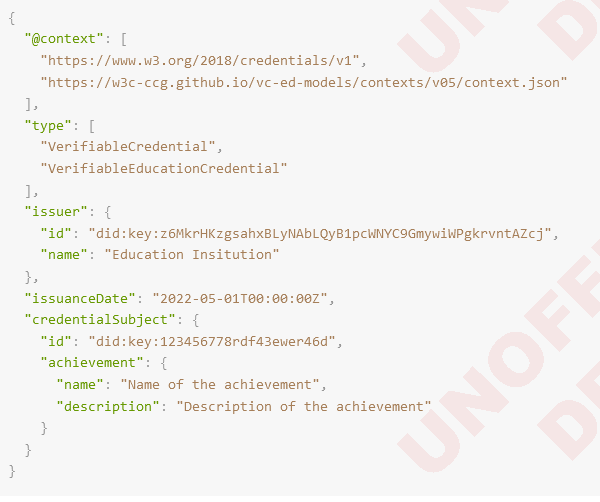 {
  "@context": [
    "https://www.w3.org/2018/credentials/v1",
    "https://w3c-ccg.github.io/vc-ed-models/contexts/v05/context.json"
  ],
  "type": [
    "VerifiableCredential",
    "VerifiableEducationCredential"
  ],
  "issuer": {
    "id": "did:key:z6MkrHKzgsahxBLyNAbLQyB1pcWNYC9GmywiWPgkrvntAZcj",
    "name": "Education Insitution"
  },
  "issuanceDate": "2022-05-01T00:00:00Z",
  "credentialSubject": {
    "id": "did:key:123456778rdf43ewer46d",
    "achievement": {
      "name": "Name of the achievement",
      "description": "Description of the achievement"
    }
  }
}